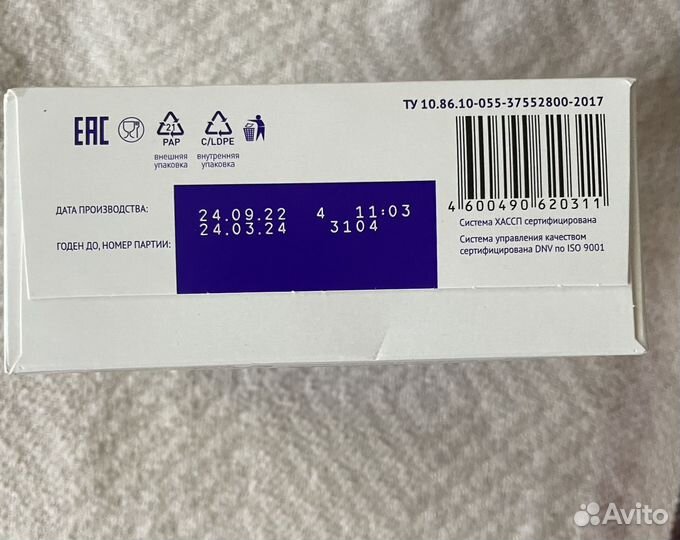 ТУ 10.86.10-055-37552800-2017
ЕАС
21
PAP
C/LDPE
внешняя
упаковка
внутренняя
упаковка
ДАТА ПРОИЗВОДСТВА:
24.09.22 4 11:03
ГОДЕН ДО, НОМЕР ПАРТИИ:
24.03.24 3104
4 600490 620311
Система ХАССП сертифицирована
Система управления качеством
сертифицирована DNV по ISO 9001
Avito